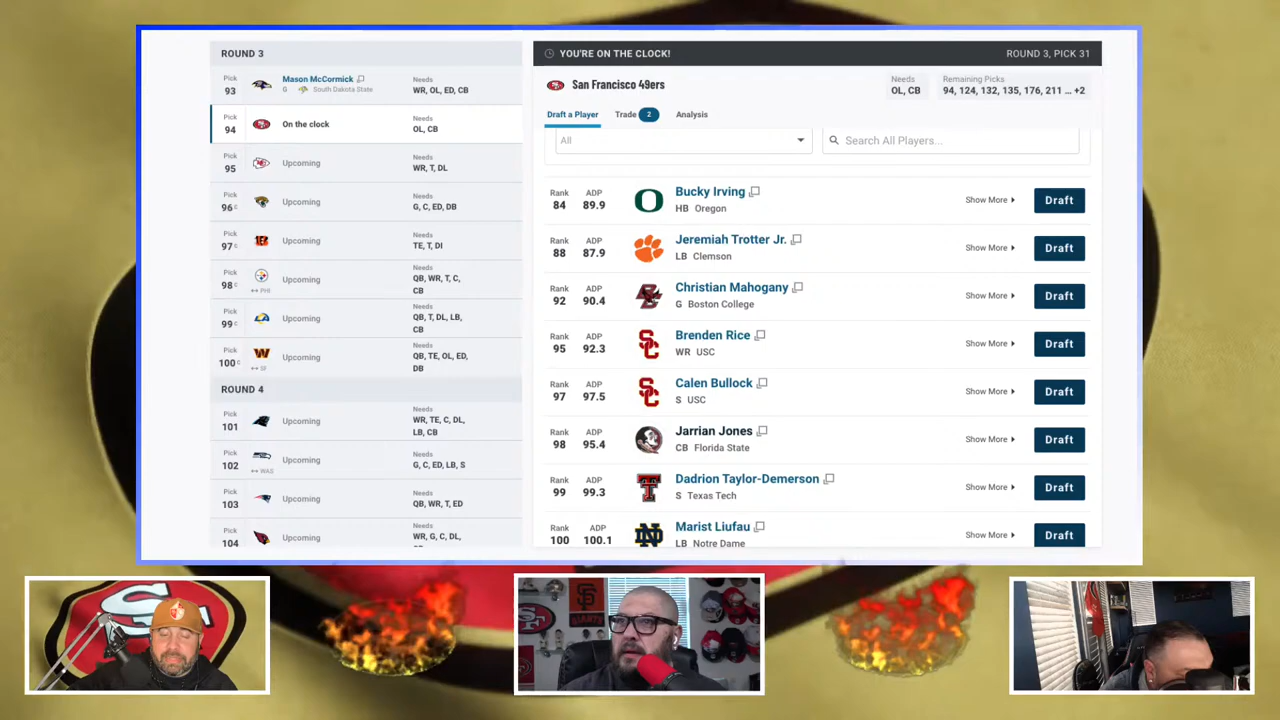 ROUND 3
Pick
93
Mason McCormick
G South Dakota State
Needs
WR, OL, ED, CB
Pick
94
On the clock
Needs
OL, CB
Pick
95
Upcoming
Needs
WR, T, DL
Pick
96 C
Upcoming
Needs
G, C, ED, DB
Pick
97 C
Upcoming
Needs
TE, T, DI
Pick
98 C
↔ PHI
Upcoming
Needs
QB, WR, T, C,
CB
Pick
99 C
Upcoming
Needs
QB, T, DL, LB,
CB
Pick
100 C
↔ SF
Upcoming
Needs
QB, TE, OL, ED,
DB
ROUND 4
Pick
101
Upcoming
Needs
WR, TE, C, DL,
LB, CB
Pick
102
↔ WAS
Upcoming
Needs
G, C, ED, LB, S
Pick
103
Upcoming
Needs
QB, WR, T, ED
Pick
104
Upcoming
Needs
WR, G, C, DL,
YOU'RE ON THE CLOCK!
ROUND 3, PICK 31
San Francisco 49ers
Needs
OL, CB
Remaining Picks
94, 124, 132, 135, 176, 211 ... +2
Draft a Player
Trade 2
Analysis
All
Search All Players...
Rank
84
ADP
89.9
Bucky Irving
HB Oregon
Show More
Draft
Rank
88
ADP
87.9
Jeremiah Trotter Jr.
LB Clemson
Show More
Draft
Rank
92
ADP
90.4
Christian Mahogany
G Boston College
Show More
Draft
Rank
95
ADP
92.3
Brenden Rice
WR USC
Show More
Draft
Rank
97
ADP
97.5
Calen Bullock
S USC
Show More
Draft
Rank
98
ADP
95.4
Jarrian Jones
CB Florida State
Show More
Draft
Rank
99
ADP
99.3
Dadrion Taylor-Demerson
S Texas Tech
Show More
Draft
Rank
100
ADP
100.1
Marist Liufau
LB Notre Dame
Show More
Draft